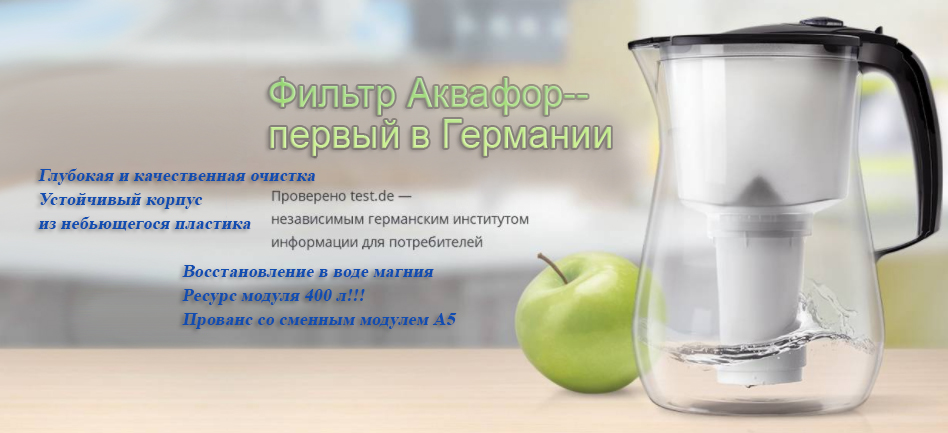 Фильтр Аквафор--
первый в Германии
Глубокая и качественная очистка
Устойчивый корпус
из небьющегося пластика
Проверено test.de —
независимым германским институтом
информации для потребителей
Восстановление в воде магния
Ресурс модуля 400 л!!!
Прованс со сменным модулем А5